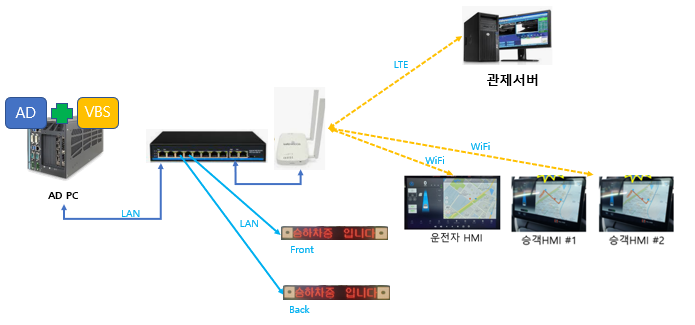 관제서버
LTE
AD
VBS
WiFi
WiFi
AD PC
LAN
LAN
운전자 HMI
승객HMI #1
승객HMI #2
승하차중 입니다
Front
승하차중 입니다
Back